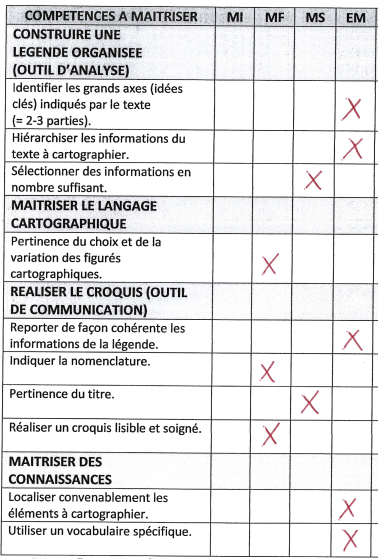 COMPETENCES A MAITRISER MI MF MS EM
CONSTRUIRE UNE
LEGENDE ORGANISEE
(OUTIL D'ANALYSE)
Identifier les grands axes (idées
clés) indiqués par le texte
(= 2-3 parties). X
Hiérarchiser les informations du
texte à cartographier. X
Sélectionner des informations en
nombre suffisant. X
MAITRISER LE LANGAGE
CARTOGRAPHIQUE
Pertinence du choix et de la
variation des figurés
cartographiques. X
REALISER LE CROQUIS (OUTIL
DE COMMUNICATION)
Reporter de façon cohérente les
informations de la légende. X
Indiquer la nomenclature. X
Pertinence du titre. X
Réaliser un croquis lisible et soigné. X
MAITRISER DES
CONNAISSANCES
Localiser convenablement les
éléments à cartographier. X
Utiliser un vocabulaire spécifique. X